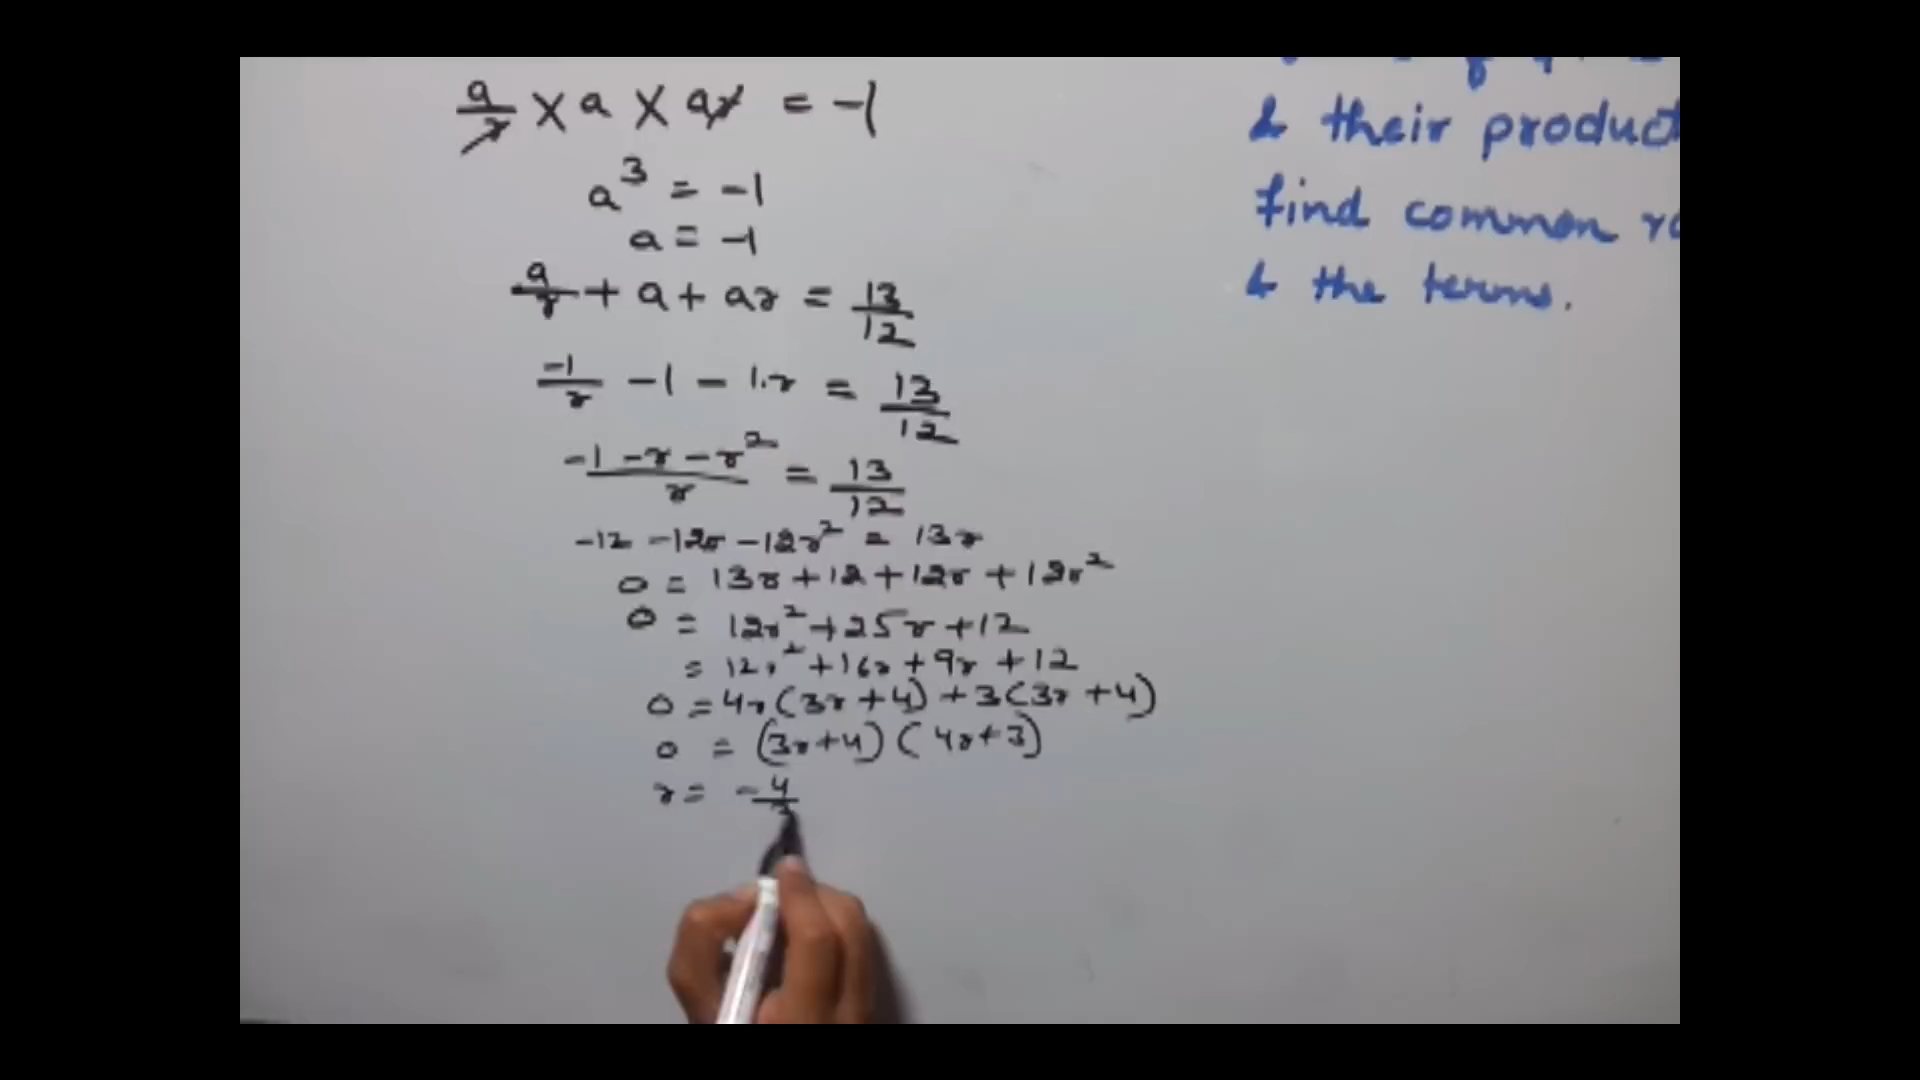 a/r × a × ar = -1
a³ = -1
a = -1
a/r + a + ar = 13/12
-1/r - 1 - 1.r = 13/12
-1 - r - r²/r = 13/12
-12 - 12r - 12r² = 13r
0 = 13r + 12 + 12r + 12r²
0 = 12r² + 25r + 12
= 12r² + 16r + 9r + 12
0 = 4r(3r+4) + 3(3r+4)
0 = (3r+4)(4r+3)
r = -4/3
& their product
find common
& the terms.